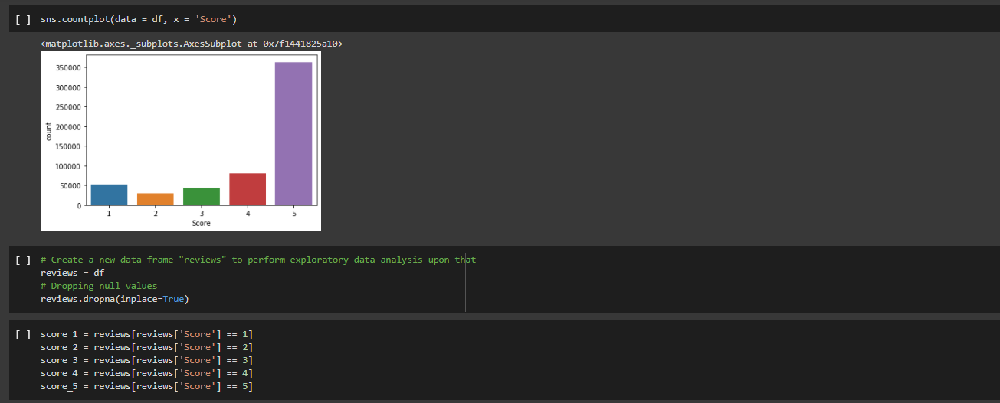 [ ] sns.countplot(data = df, x = 'Score')
<matplotlib.axes._subplots.AxesSubplot at 0x7f1441825a10>
350000
300000
250000
200000
150000
100000
50000
0
count
1 2 3 4 5
Score
[ ] # Create a new data frame "reviews" to perform exploratory data analysis upon that
reviews = df
# Dropping null values
reviews.dropna(inplace=True)
[ ] score_1 = reviews[reviews['Score'] == 1]
score_2 = reviews[reviews['Score'] == 2]
score_3 = reviews[reviews['Score'] == 3]
score_4 = reviews[reviews['Score'] == 4]
score_5 = reviews[reviews['Score'] == 5]